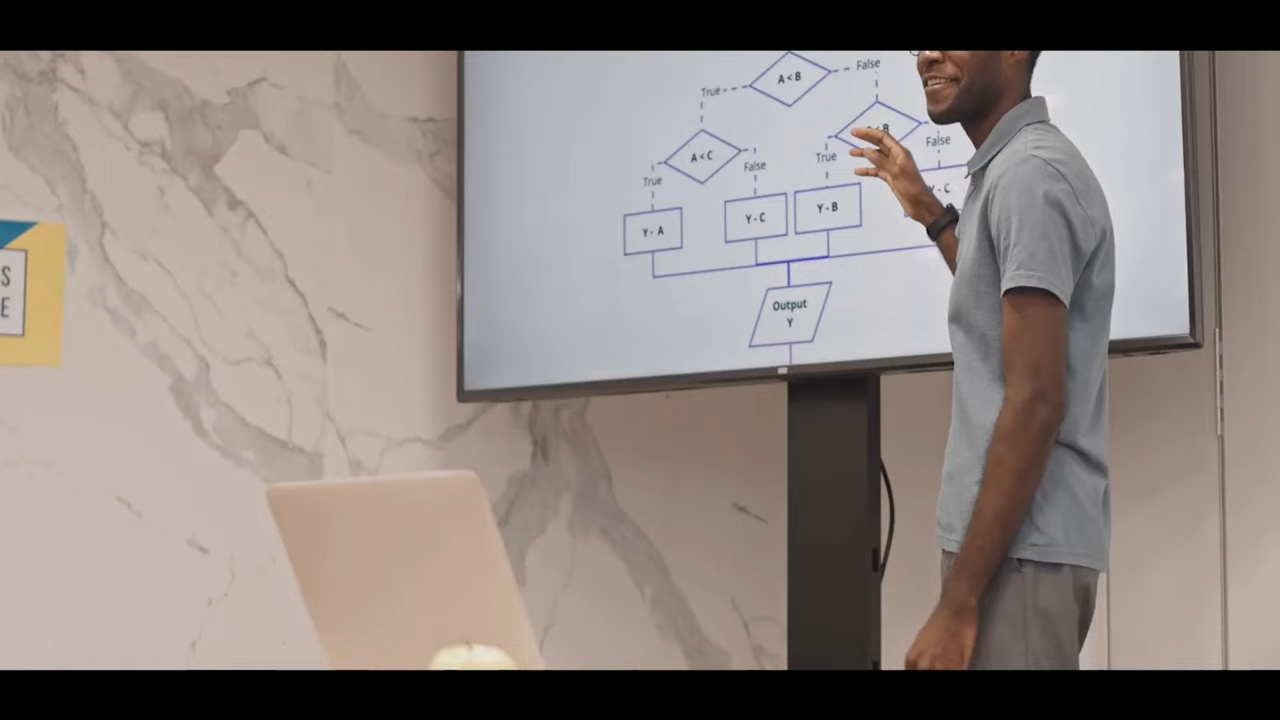 A < B
False
True
A < C
< B
True
False
True
False
Y - A
Y - C
Y - B
Y - C
Output
Y
S
E